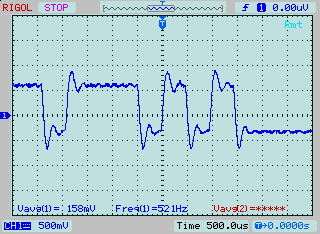 RIGOL STOP T f 1 0.00uV
Rmt
T
1
Vavg(1)= 158mV Freq(1)=521Hz Vavg(2)=*****
CH1 500mV Time 500.0us T→0.0000s